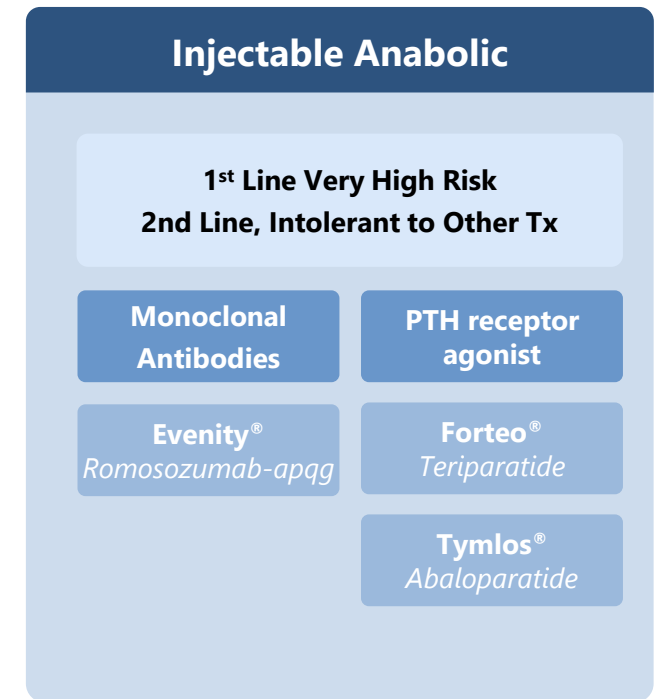 Injectable Anabolic
1st Line Very High Risk
2nd Line, Intolerant to Other Tx
Monoclonal
Antibodies
PTH receptor
agonist
Evenity®
Romosozumab-apqg
Forteo®
Teriparatide
Tymlos®
Abaloparatide